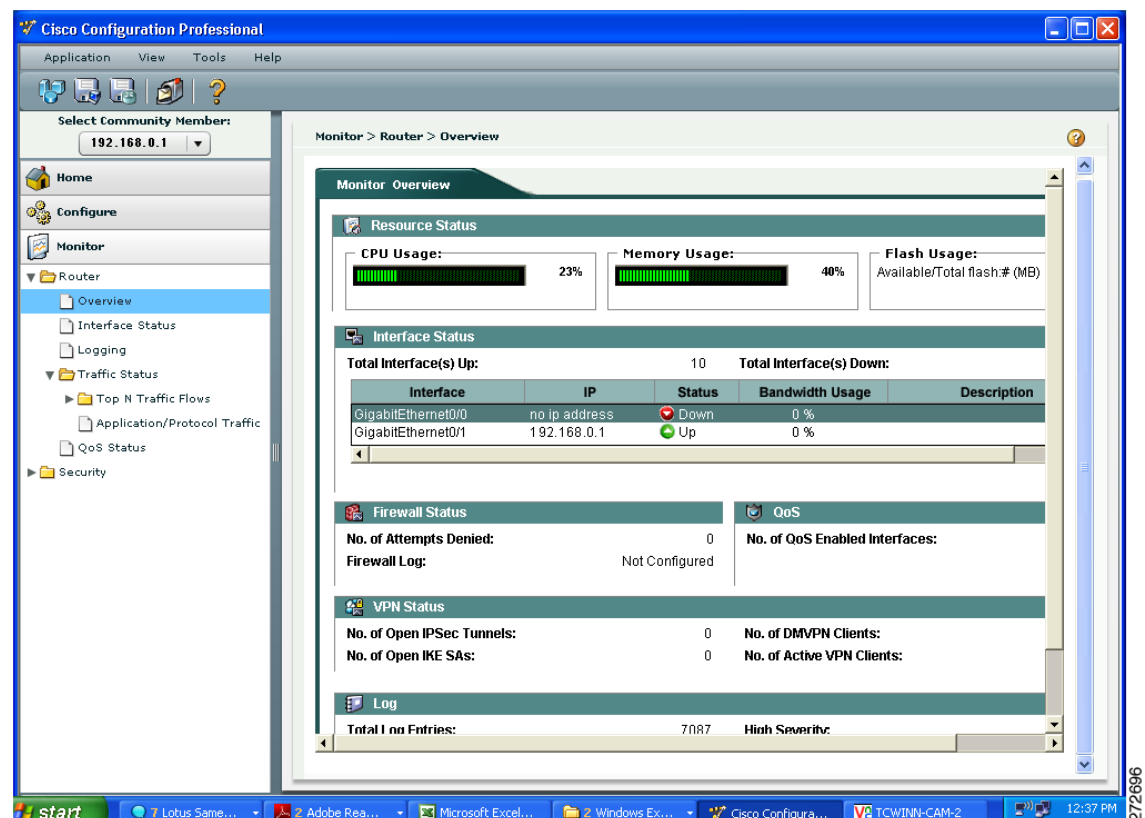 Cisco Configuration Professional
Application View Tools Help
Select Community Member:
192.168.0.1
Home
Configure
Monitor
Router
Overview
Interface Status
Logging
Traffic Status
Top N Traffic Flows
Application/Protocol Traffic
QoS Status
Security
Monitor > Router > Overview
Monitor Overview
Resource Status
CPU Usage: Memory Usage: Flash Usage:
23% 40% Available/Total flash:# (MB)
Interface Status
Total Interface(s) Up: 10 Total Interface(s) Down:
Interface IP Status Bandwidth Usage Description
GigabitEthernet0/0 no ip address Down 0 %
GigabitEthernet0/1 192.168.0.1 Up 0 %
Firewall Status QoS
No. of Attempts Denied: 0 No. of QoS Enabled Interfaces:
Firewall Log: Not Configured
VPN Status
No. of Open IPSec Tunnels: 0 No. of DMVPN Clients:
No. of Open IKE SAs: 0 No. of Active VPN Clients:
Log
Total Log Entries: 7087 High Severity:
start 7 Lotus Same... 2 Adobe Rea... Microsoft Excel... 2 Windows Ex... Cisco Configura... TCWINN-CAM-2 12:37 PM
272696